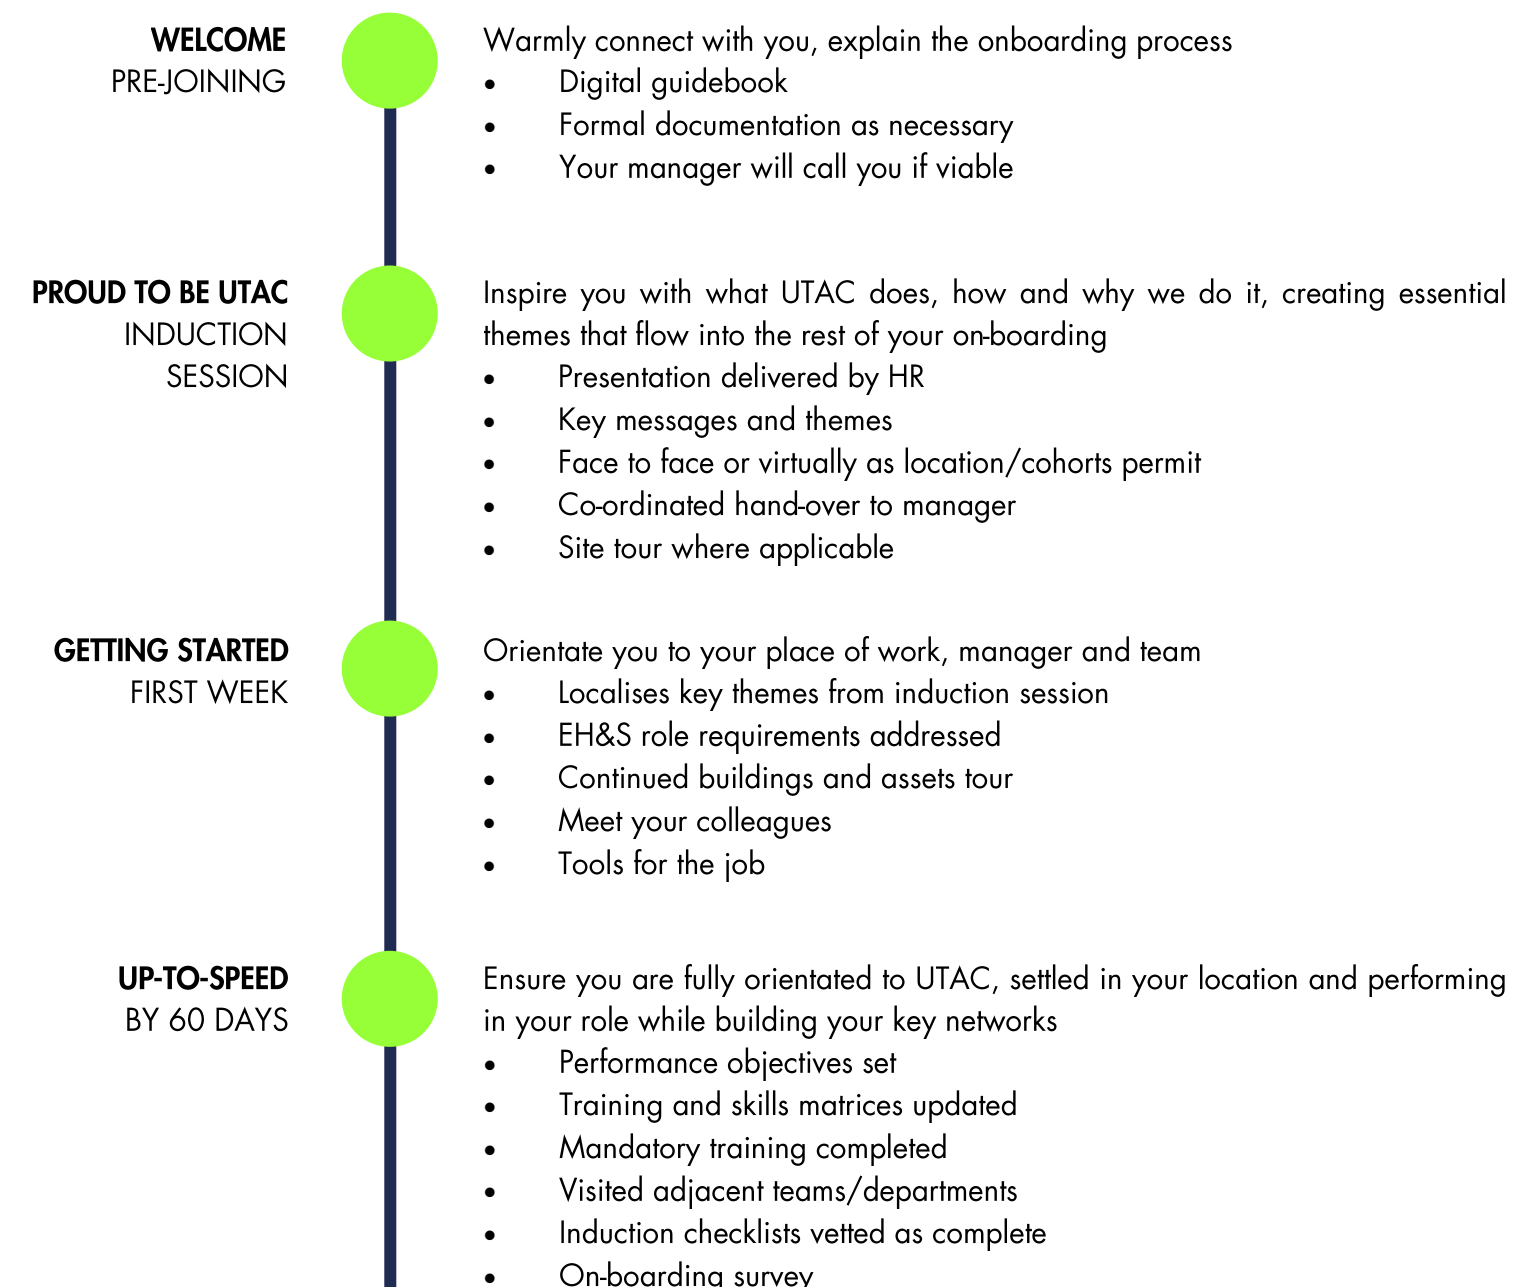 WELCOME
PRE-JOINING
Warmly connect with you, explain the onboarding process
• Digital guidebook
• Formal documentation as necessary
• Your manager will call you if viable
PROUD TO BE UTAC
INDUCTION
SESSION
Inspire you with what UTAC does, how and why we do it, creating essential
themes that flow into the rest of your on-boarding
• Presentation delivered by HR
• Key messages and themes
• Face to face or virtually as location/cohorts permit
• Co-ordinated hand-over to manager
• Site tour where applicable
GETTING STARTED
FIRST WEEK
Orientate you to your place of work, manager and team
• Localises key themes from induction session
• EH&S role requirements addressed
• Continued buildings and assets tour
• Meet your colleagues
• Tools for the job
UP-TO-SPEED
BY 60 DAYS
Ensure you are fully orientated to UTAC, settled in your location and performing
in your role while building your key networks
• Performance objectives set
• Training and skills matrices updated
• Mandatory training completed
• Visited adjacent teams/departments
• Induction checklists vetted as complete
• On-boarding survey